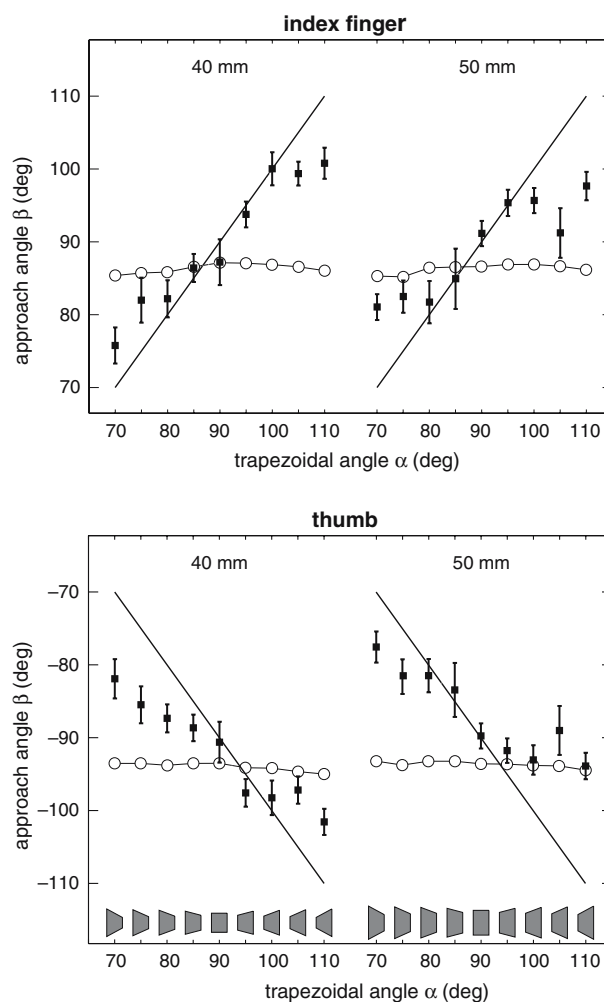 index finger
40 mm 50 mm
110
100
90
80
70
approach angle β (deg)
70 80 90 100 110 70 80 90 100 110
trapezoidal angle α (deg)
thumb
40 mm 50 mm
−70
−80
−90
−100
−110
approach angle β (deg)
70 80 90 100 110 70 80 90 100 110
trapezoidal angle α (deg)